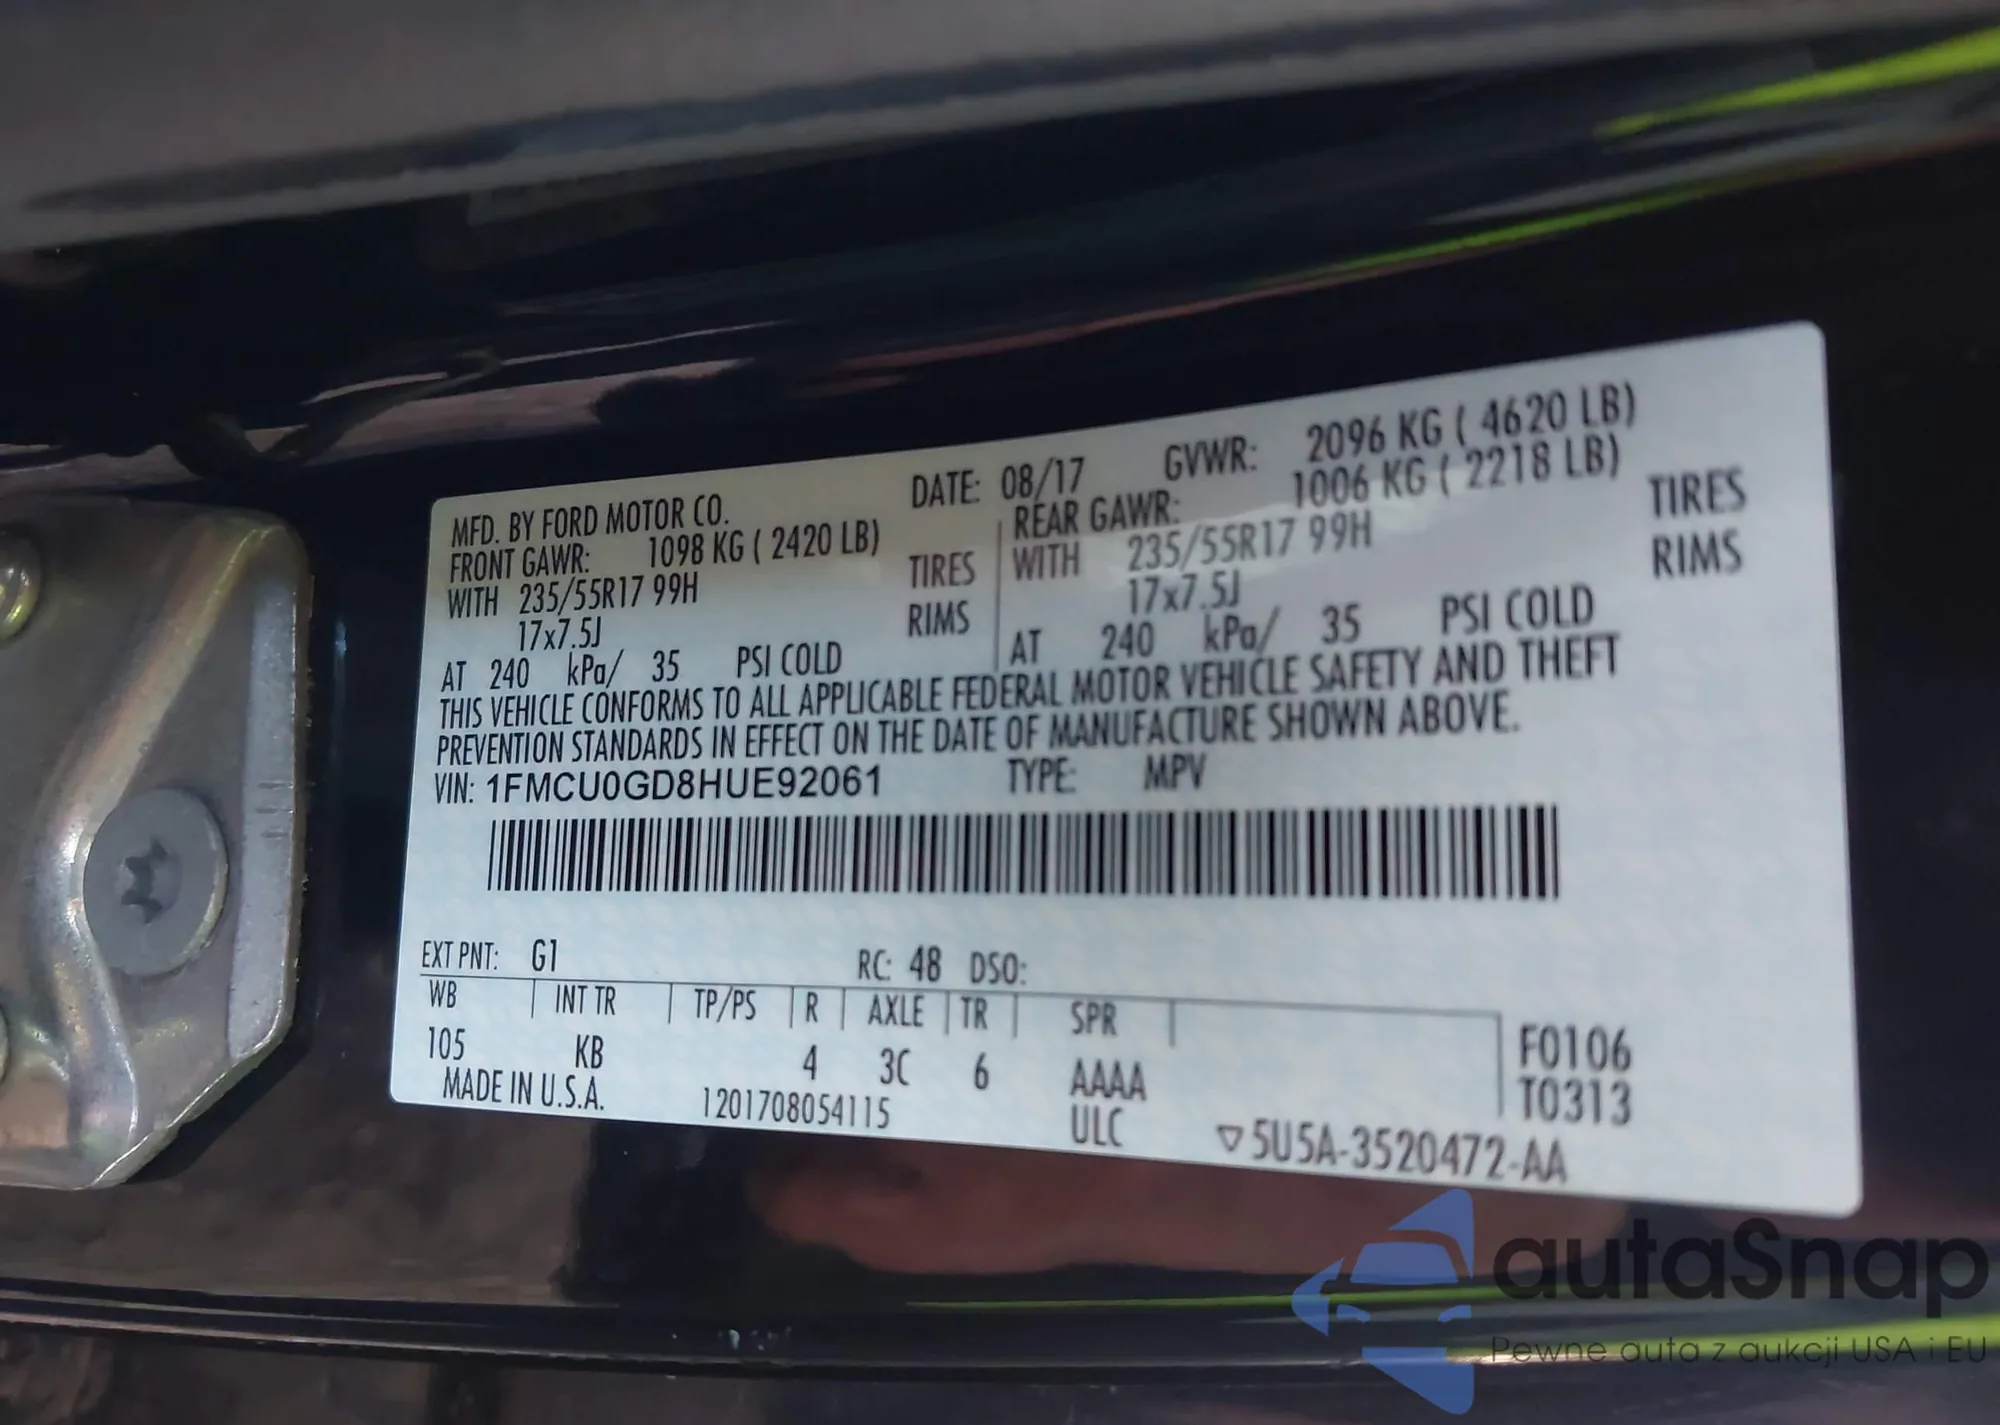 MFD. BY FORD MOTOR CO. DATE: 08/17 GVWR: 2096 KG ( 4620 LB)
FRONT GAWR: 1098 KG ( 2420 LB) REAR GAWR: 1006 KG ( 2218 LB)
WITH 235/55R17 99H TIRES WITH 235/55R17 99H TIRES
17x7.5J RIMS 17x7.5J RIMS
AT 240 kPa/ 35 PSI COLD AT 240 kPa/ 35 PSI COLD
THIS VEHICLE CONFORMS TO ALL APPLICABLE FEDERAL MOTOR VEHICLE SAFETY AND THEFT
PREVENTION STANDARDS IN EFFECT ON THE DATE OF MANUFACTURE SHOWN ABOVE.
VIN: 1FMCU0GD8HUE92061 TYPE: MPV
EXT PNT: G1 RC: 48 DSO:
WB INT TR TP/PS R AXLE TR SPR
105 KB 4 3C 6 AAAA F0106
MADE IN U.S.A. 1201708054115 ULC T0313
▽5U5A-3520472-AA
autaSnap
Pewne auta z aukcji USA i EU